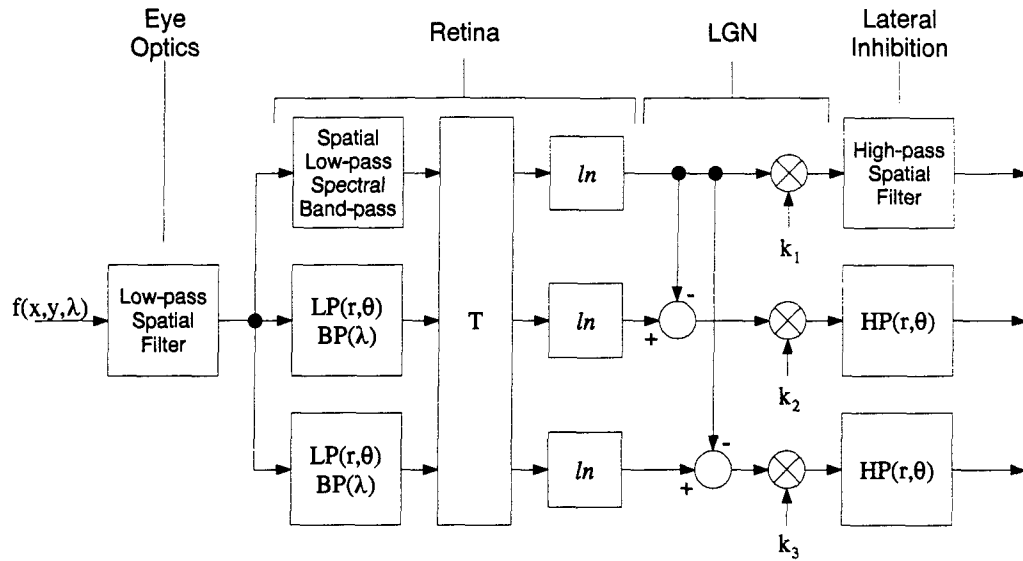 Eye
Optics
Retina
LGN
Lateral
Inhibition
Spatial
Low-pass
Spectral
Band-pass
ln
High-pass
Spatial
Filter
k1
f(x,y,λ)
Low-pass
Spatial
Filter
LP(r,θ)
BP(λ)
T
ln
-
+
HP(r,θ)
k2
LP(r,θ)
BP(λ)
ln
-
+
HP(r,θ)
k3